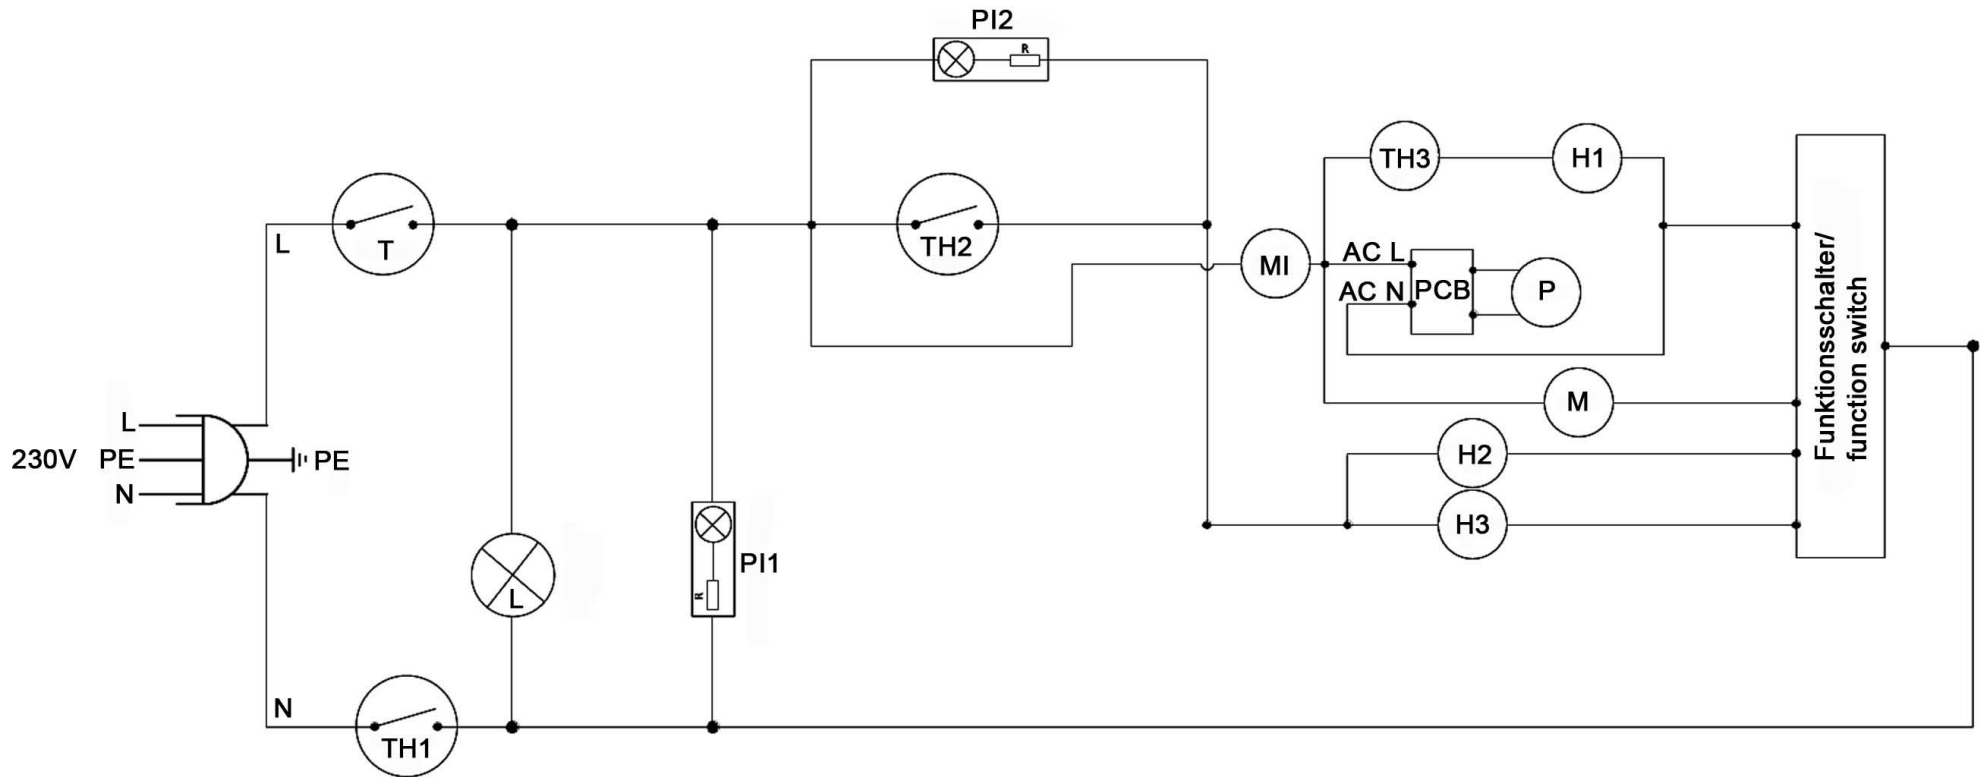 PI2
R
TH3
H1
L
T
TH2
MI
AC L
AC N
PCB
P
Funktionsschalter/
function switch
M
L
230V
PE
PE
N
H2
H3
PI1
R
L
N
TH1